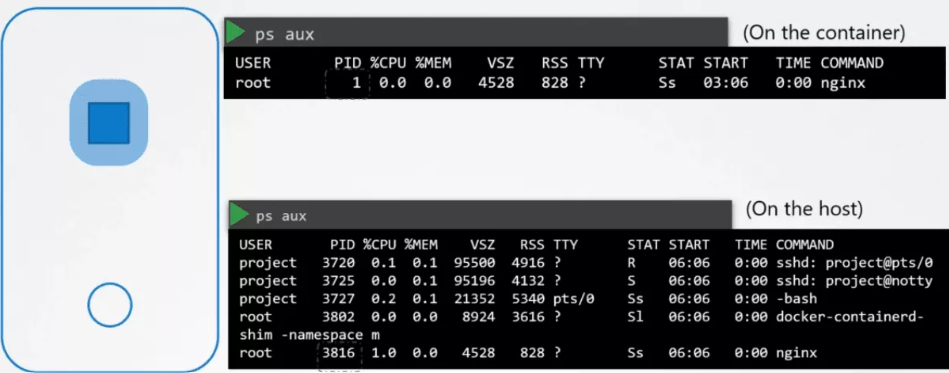 ps aux
(On the container)
USER PID %CPU %MEM VSZ RSS TTY STAT START TIME COMMAND
root 1 0.0 0.0 4528 828 ? Ss 03:06 0:00 nginx
ps aux
(On the host)
USER PID %CPU %MEM VSZ RSS TTY STAT START TIME COMMAND
project 3720 0.1 0.1 95500 4916 ? R 06:06 0:00 sshd: project@pts/0
project 3725 0.0 0.1 95196 4132 ? S 06:06 0:00 sshd: project@notty
project 3727 0.2 0.1 21352 5340 pts/0 Ss 06:06 0:00 -bash
root 3802 0.0 0.0 8924 3616 ? Sl 06:06 0:00 docker-containerd-
shim -namespace m
root 3816 1.0 0.0 4528 828 ? Ss 06:06 0:00 nginx